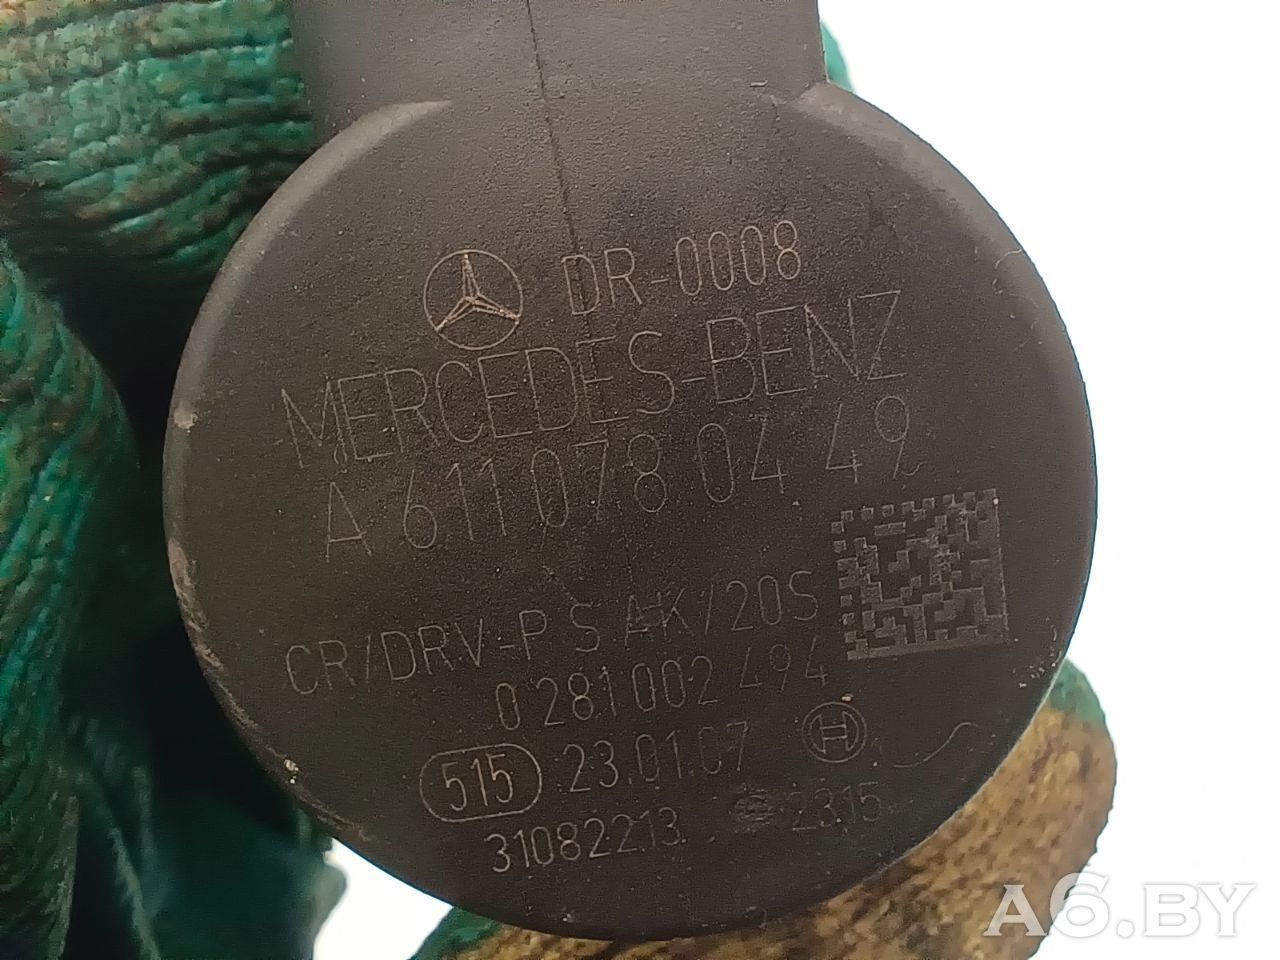 DR-0008
MERCEDES-BENZ
A 611 078 04 49
CR/DRV-P S AK/20S
0 281 002 494
515 23.01.07 H
31082213 2315
A6.BY